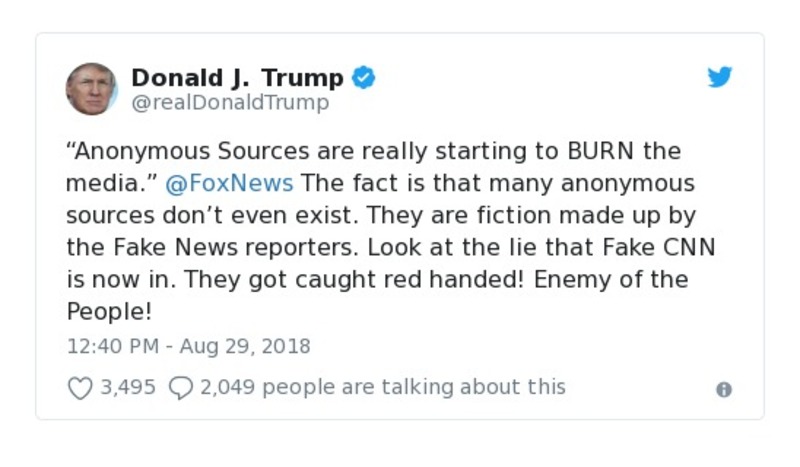 Donald J. Trump
@realDonaldTrump
“Anonymous Sources are really starting to BURN the
media.” @FoxNews The fact is that many anonymous
sources don’t even exist. They are fiction made up by
the Fake News reporters. Look at the lie that Fake CNN
is now in. They got caught red handed! Enemy of the
People!
12:40 PM - Aug 29, 2018
3,495 2,049 people are talking about this